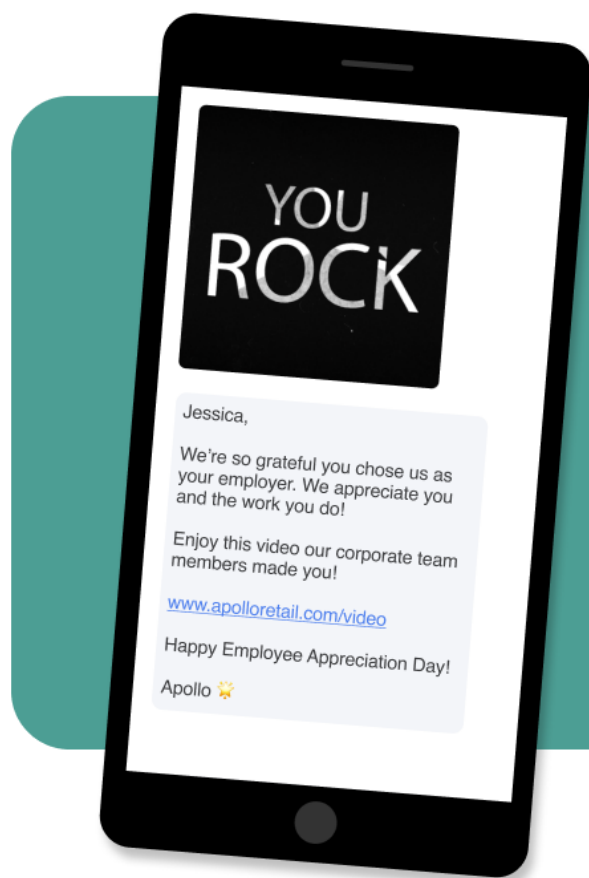 YOU
ROCK
Jessica,
We're so grateful you chose us as
your employer. We appreciate you
and the work you do!
Enjoy this video our corporate team
members made you!
www.apolloretail.com/video
Happy Employee Appreciation Day!
Apollo 🌟